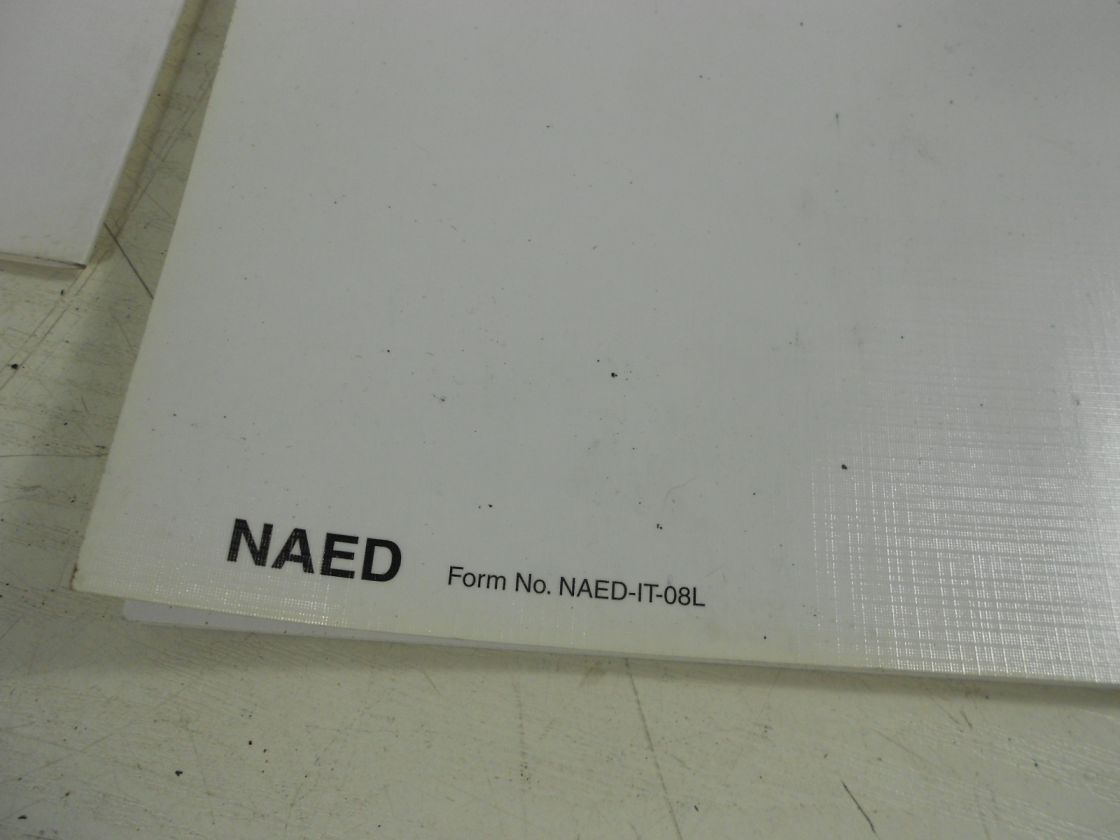 NAED Form No. NAED-IT-08L